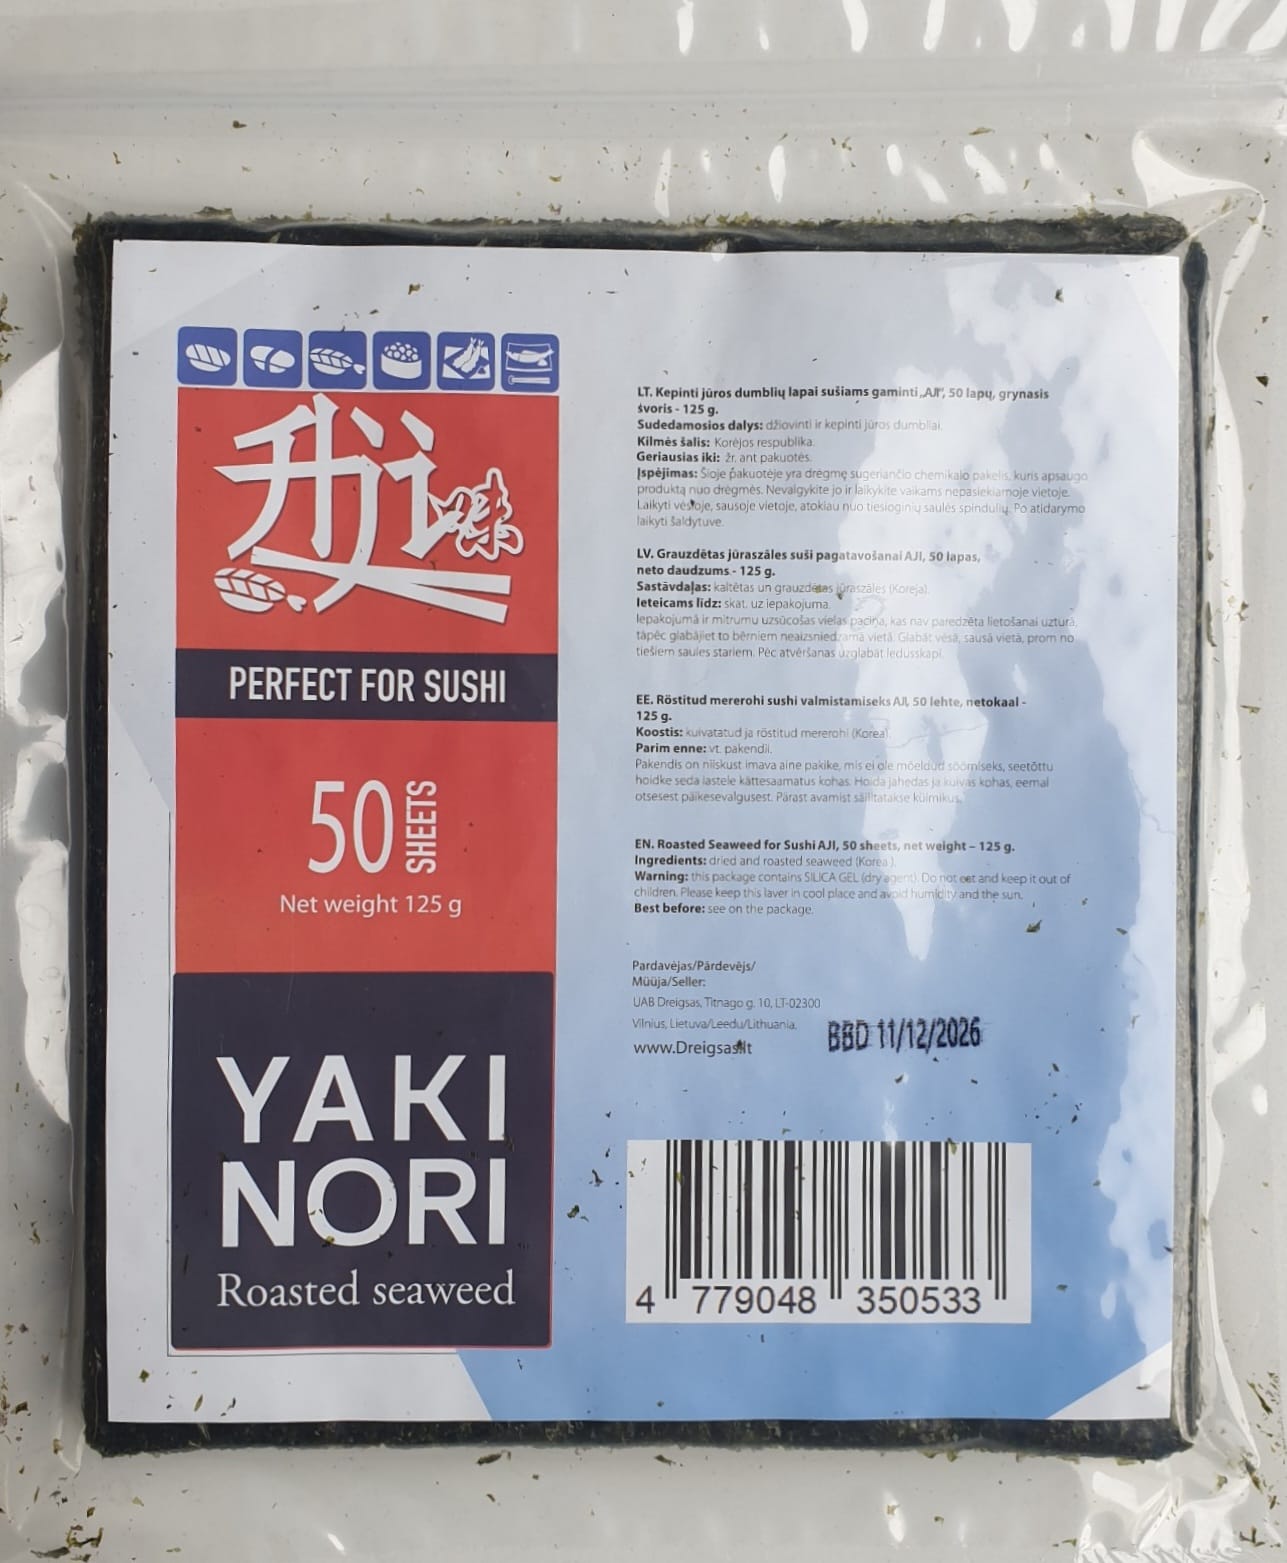 AJI
PERFECT FOR SUSHI
50 SHEETS
Net weight 125 g
YAKI
NORI
Roasted seaweed
LT. Kepinti jūros dumblių lapai sušiams gaminti „AJI“, 50 lapų, grynasis
svoris - 125 g.
Sudedamosios dalys: džiovinti ir kepinti jūros dumbliai.
Kilmės šalis: Korėjos respublika.
Geriausias iki: žr. ant pakuotės.
Įspėjimas: Šioje pakuotėje yra drėgmę sugeriančio chemikalo paketis, kuris apsaugo
produktą nuo drėgmės. Nevalgykite jo ir laikykite vaikams nepasiekiamoje vietoje.
Laikyti vėsioje, sausoje vietoje, atokiau nuo tiesioginių saulės spindulių. Po atidarymo
laikyti šaldytuve.
LV. Grauzdētas jūraszāles suši pagatavošanai AJI, 50 lapas,
neto daudzums - 125 g.
Sastāvdaļas: kaltētas un grauzdētas jūraszāles (Koreja).
Ieteicams līdz: skat. uz iepakojuma.
Iepakojumā ir mitrumu uzsūcošas vielas paciņa, kas nav paredzēta lietošanai uzturā,
tāpēc glabājiet to bērniem neaizsniedzamā vietā. Glabāt vēsā, sausā vietā, prom no
tiešiem saules stariem. Pēc atvēršanas uzglabāt ledusskapī.
EE. Röstitud mererohi sushi valmistamiseks AJI, 50 lehte, netokaal -
125 g.
Koostis: kuivatatud ja röstitud mererohi (Korea).
Parim enne: vt. pakendil.
Pakendis on niiskust imava aine pakike, mis ei ole mõeldud söömiseks, seetõttu
hoidke seda lastele kättesaamatus kohas. Hoida jahedas ja kuivas kohas, eemal
otsesest päikesevalgusest. Pärast avamist säilitatakse külmikus.
EN. Roasted Seaweed for Sushi AJI, 50 sheets, net weight – 125 g.
Ingredients: dried and roasted seaweed (Korea ).
Warning: this package contains SILICA GEL (dry agent). Do not eat and keep it out of
children. Please keep this laver in cool place and avoid humidity and the sun.
Best before: see on the package.
Pardavėjas/Pārdevējs/
Müüja/Seller:
UAB Dreigsas, Titnago g. 10, LT-02300
Vilnius, Lietuva/Leedu/Lithuania,
www.Dreigsas.lt
BBD 11/12/2026
4 779048 350533